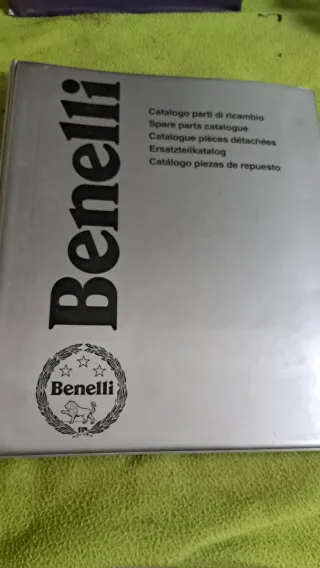 Benelli
Catalogo parti di ricambio
Spare parts catalogue
Catalogue pièces détachées
Ersatzteilkatalog
Catálogo piezas de repuesto
Benelli